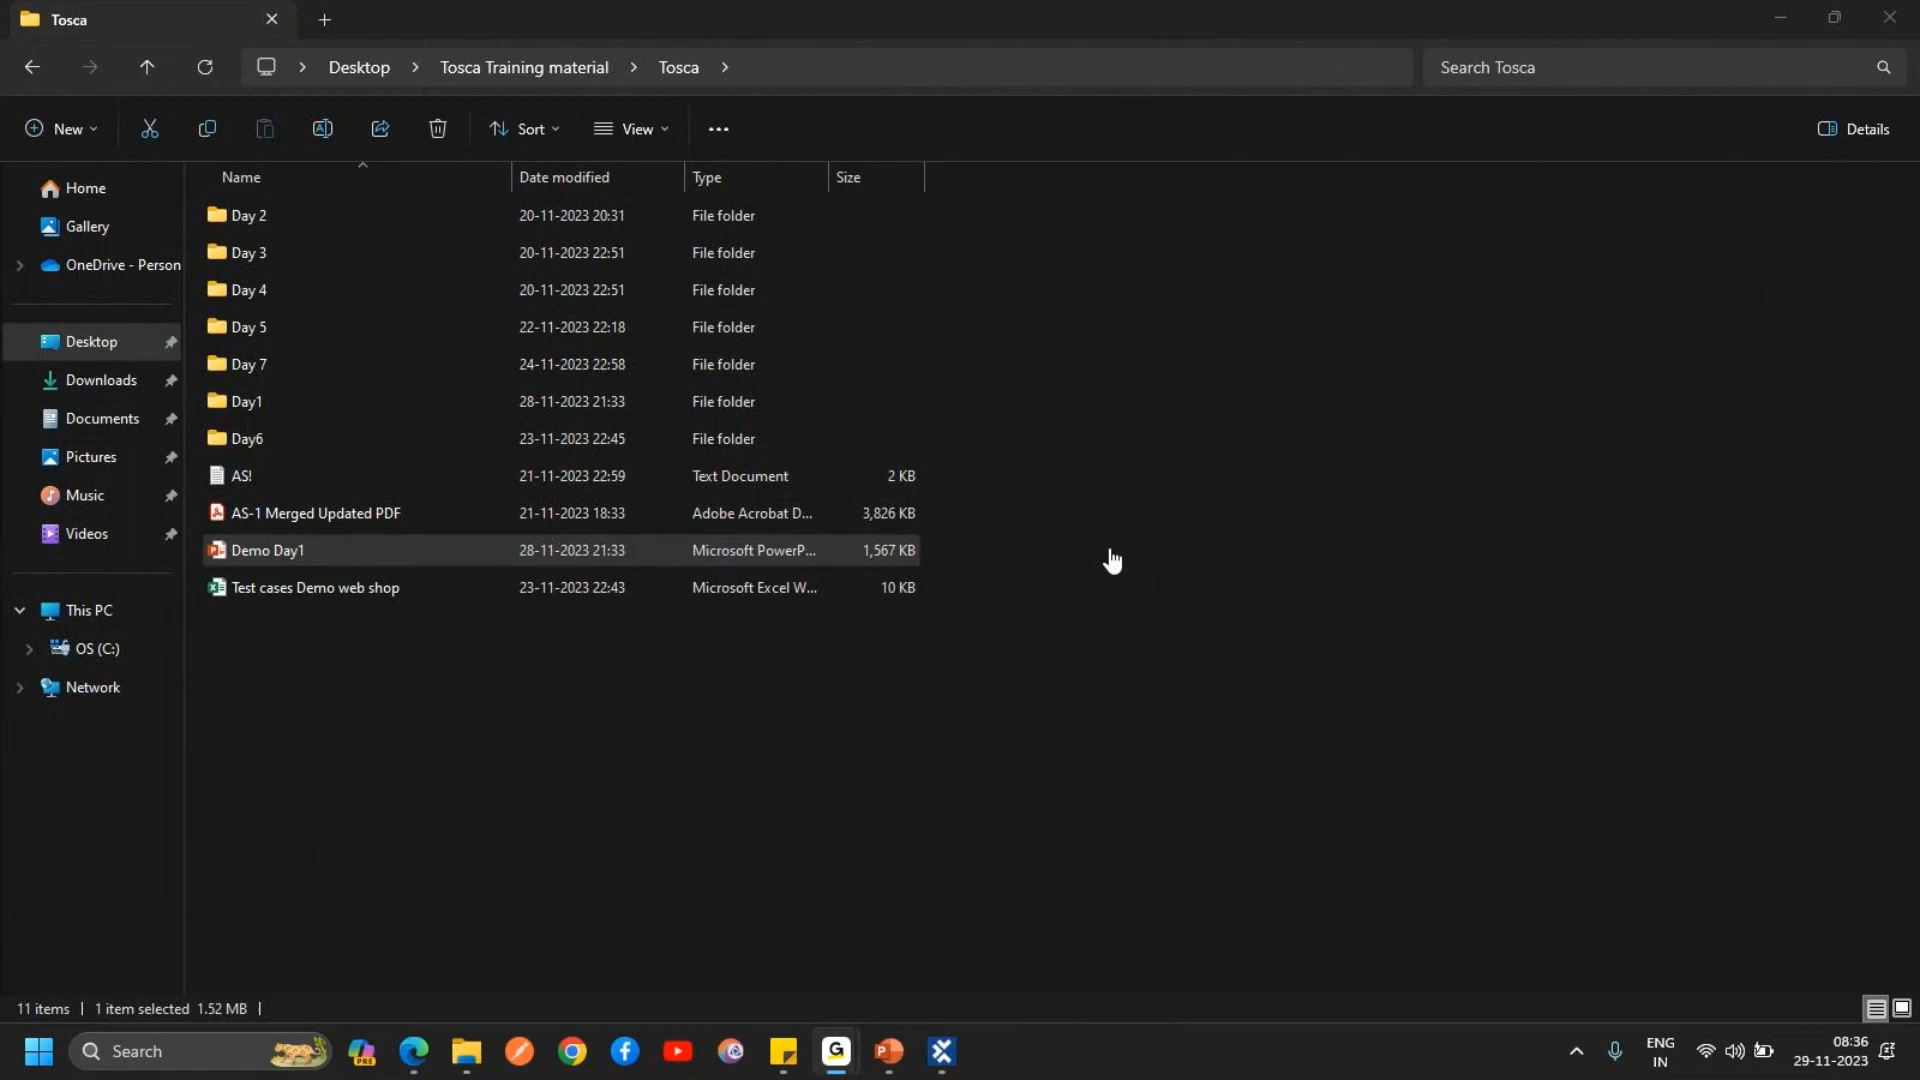 Tosca
Desktop Tosca Training material Tosca Search Tosca
New Sort View Details
Name Date modified Type Size
Home
Gallery
OneDrive - Person
Desktop
Downloads
Documents
Pictures
Music
Videos
This PC
OS (C:)
Network
Day 2 20-11-2023 20:31 File folder
Day 3 20-11-2023 22:51 File folder
Day 4 20-11-2023 22:51 File folder
Day 5 22-11-2023 22:18 File folder
Day 7 24-11-2023 22:58 File folder
Day1 28-11-2023 21:33 File folder
Day6 23-11-2023 22:45 File folder
AS! 21-11-2023 22:59 Text Document 2 KB
AS-1 Merged Updated PDF 21-11-2023 18:33 Adobe Acrobat D... 3,826 KB
Demo Day1 28-11-2023 21:33 Microsoft PowerP... 1,567 KB
Test cases Demo web shop 23-11-2023 22:43 Microsoft Excel W... 10 KB
11 items 1 item selected 1.52 MB
Search PRE ENG 08:36
IN 29-11-2023